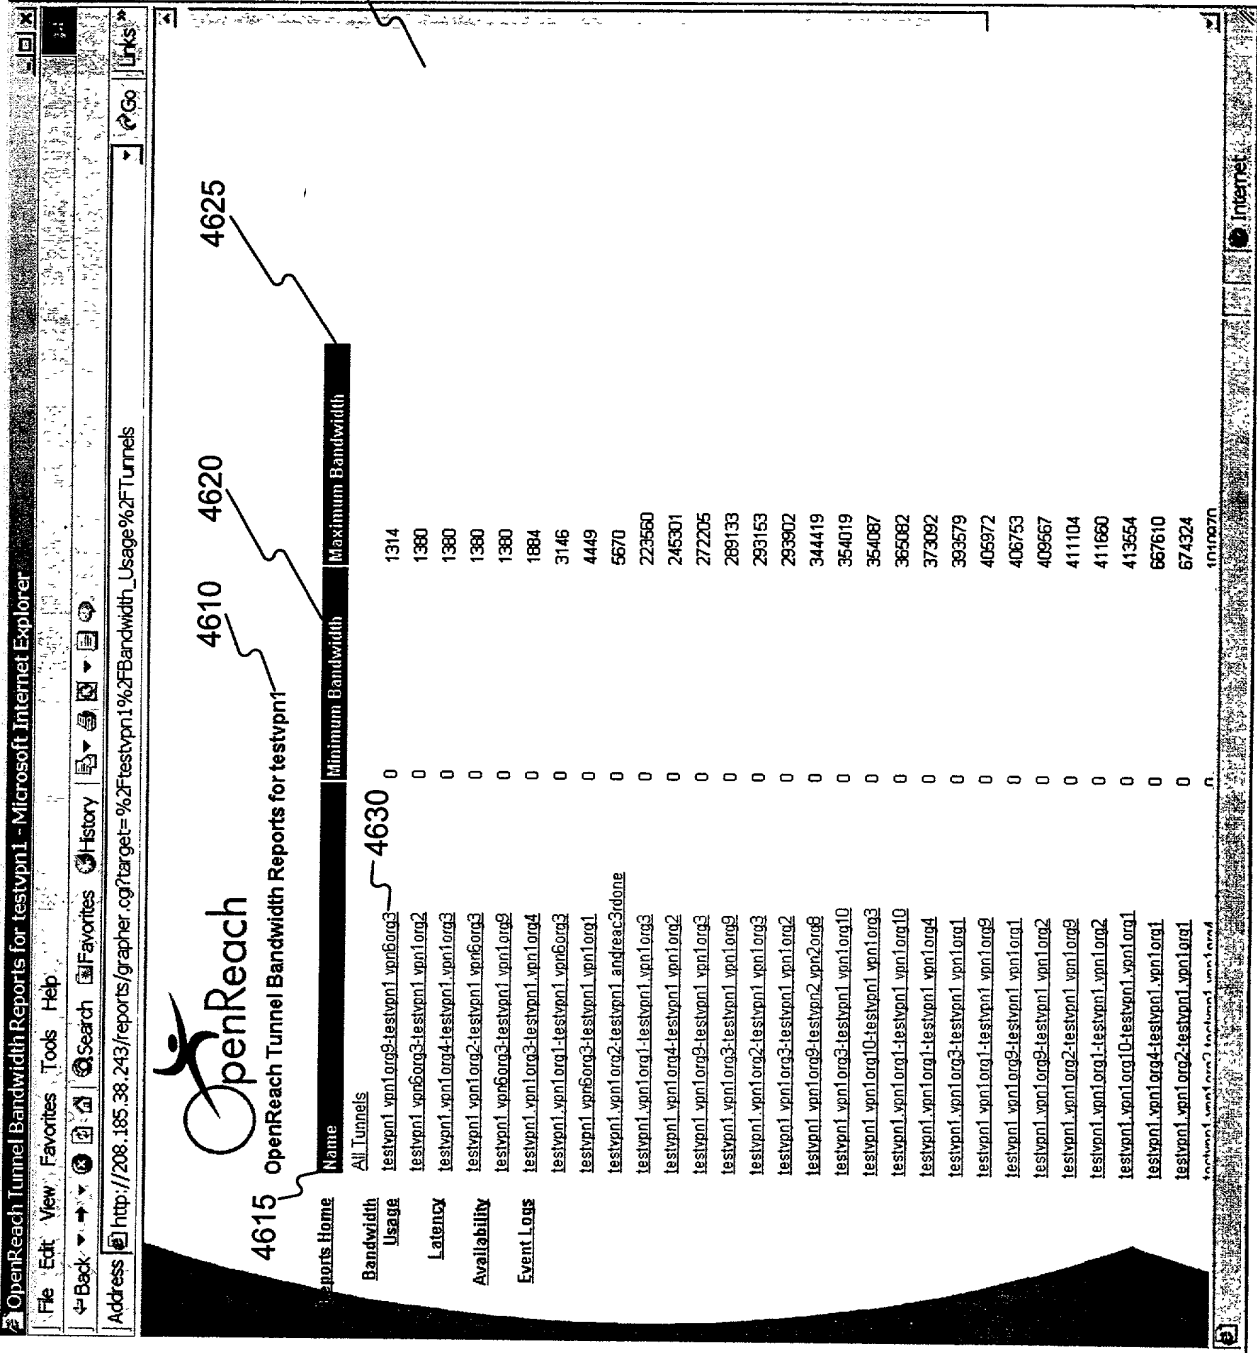 OpenReach Tunnel Bandwidth Reports for testvpn1 - Microsoft Internet Explorer
File Edit View Favorites Tools Help
Back Search Favorites History
Address http://208.185.38.243/reports/grapher.cgi?target=%2Ftestvpn1%2FBandwidth_Usage%2FTunnels Go Links »
penReach
4615 OpenReach Tunnel Bandwidth Reports for testvpn1 4610 4620 4625
eports Home
Bandwidth Usage
Latency
Availability
Event Logs
Name Minimum Bandwidth Maximum Bandwidth
All Tunnels
testvpn1.vpn1org9-testvpn1.vpn6org3 4630 0 1314
testvpn1.vpn6org3-testvpn1.vpn1org2 0 1380
testvpn1.vpn1org4-testvpn1.vpn1org3 0 1380
testvpn1.vpn1org2-testvpn1.vpn6org3 0 1380
testvpn1.vpn6org3-testvpn1.vpn1org9 0 1380
testvpn1.vpn1org3-testvpn1.vpn1org4 0 1884
testvpn1.vpn1org1-testvpn1.vpn6org3 0 3146
testvpn1.vpn6org3-testvpn1.vpn1org1 0 4449
testvpn1.vpn1org2-testvpn1.andreac3rdone 0 5670
testvpn1.vpn1org1-testvpn1.vpn1org3 0 223560
testvpn1.vpn1org4-testvpn1.vpn1org2 0 245301
testvpn1.vpn1org9-testvpn1.vpn1org3 0 272205
testvpn1.vpn1org3-testvpn1.vpn1org9 0 289133
testvpn1.vpn1org2-testvpn1.vpn1org3 0 293153
testvpn1.vpn1org3-testvpn1.vpn1org2 0 293902
testvpn1.vpn1org9-testvpn2.vpn2org8 0 344419
testvpn1.vpn1org3-testvpn1.vpn1org10 0 354019
testvpn1.vpn1org10-testvpn1.vpn1org3 0 354087
testvpn1.vpn1org1-testvpn1.vpn1org10 0 365082
testvpn1.vpn1org1-testvpn1.vpn1org4 0 373092
testvpn1.vpn1org3-testvpn1.vpn1org1 0 393579
testvpn1.vpn1org1-testvpn1.vpn1org9 0 405972
testvpn1.vpn1org9-testvpn1.vpn1org1 0 406753
testvpn1.vpn1org9-testvpn1.vpn1org2 0 409567
testvpn1.vpn1org2-testvpn1.vpn1org9 0 411104
testvpn1.vpn1org1-testvpn1.vpn1org2 0 411660
testvpn1.vpn1org10-testvpn1.vpn1org1 0 413554
testvpn1.vpn1org4-testvpn1.vpn1org1 0 667610
testvpn1.vpn1org2-testvpn1.vpn1org1 0 674324
Internet